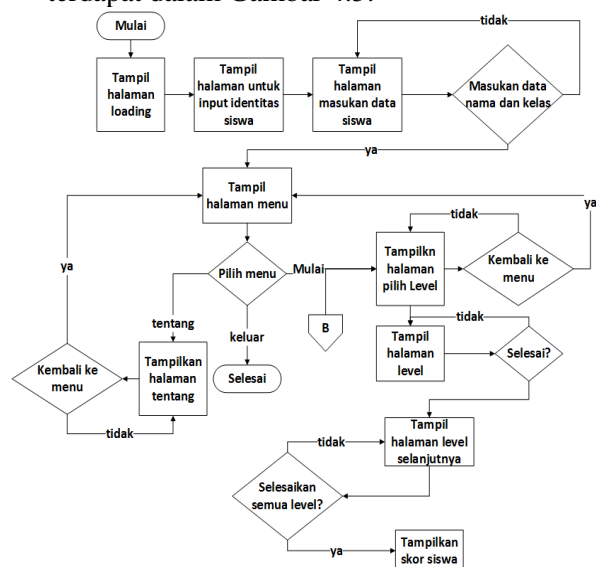 terdapat dalam Gambar 4.3.
Mulai
tidak
Tampil
halaman
loading
Tampil
halaman untuk
input identitas
siswa
Tampil
halaman
masukan data
siswa
Masukan data
nama dan kelas
ya
Tampil
halaman menu
ya
tidak
ya
Pilih menu
Mulai
Tampilkn
halaman
pilih Level
Kembali ke
menu
B
tentang
keluar
tidak
Kembali ke
menu
Tampilkan
halaman
tentang
Selesai
Tampil
halaman
level
Selesai?
tidak
Tampil
halaman level
selanjutnya
tidak
Selesaikan
semua level?
ya
Tampilkan
skor siswa